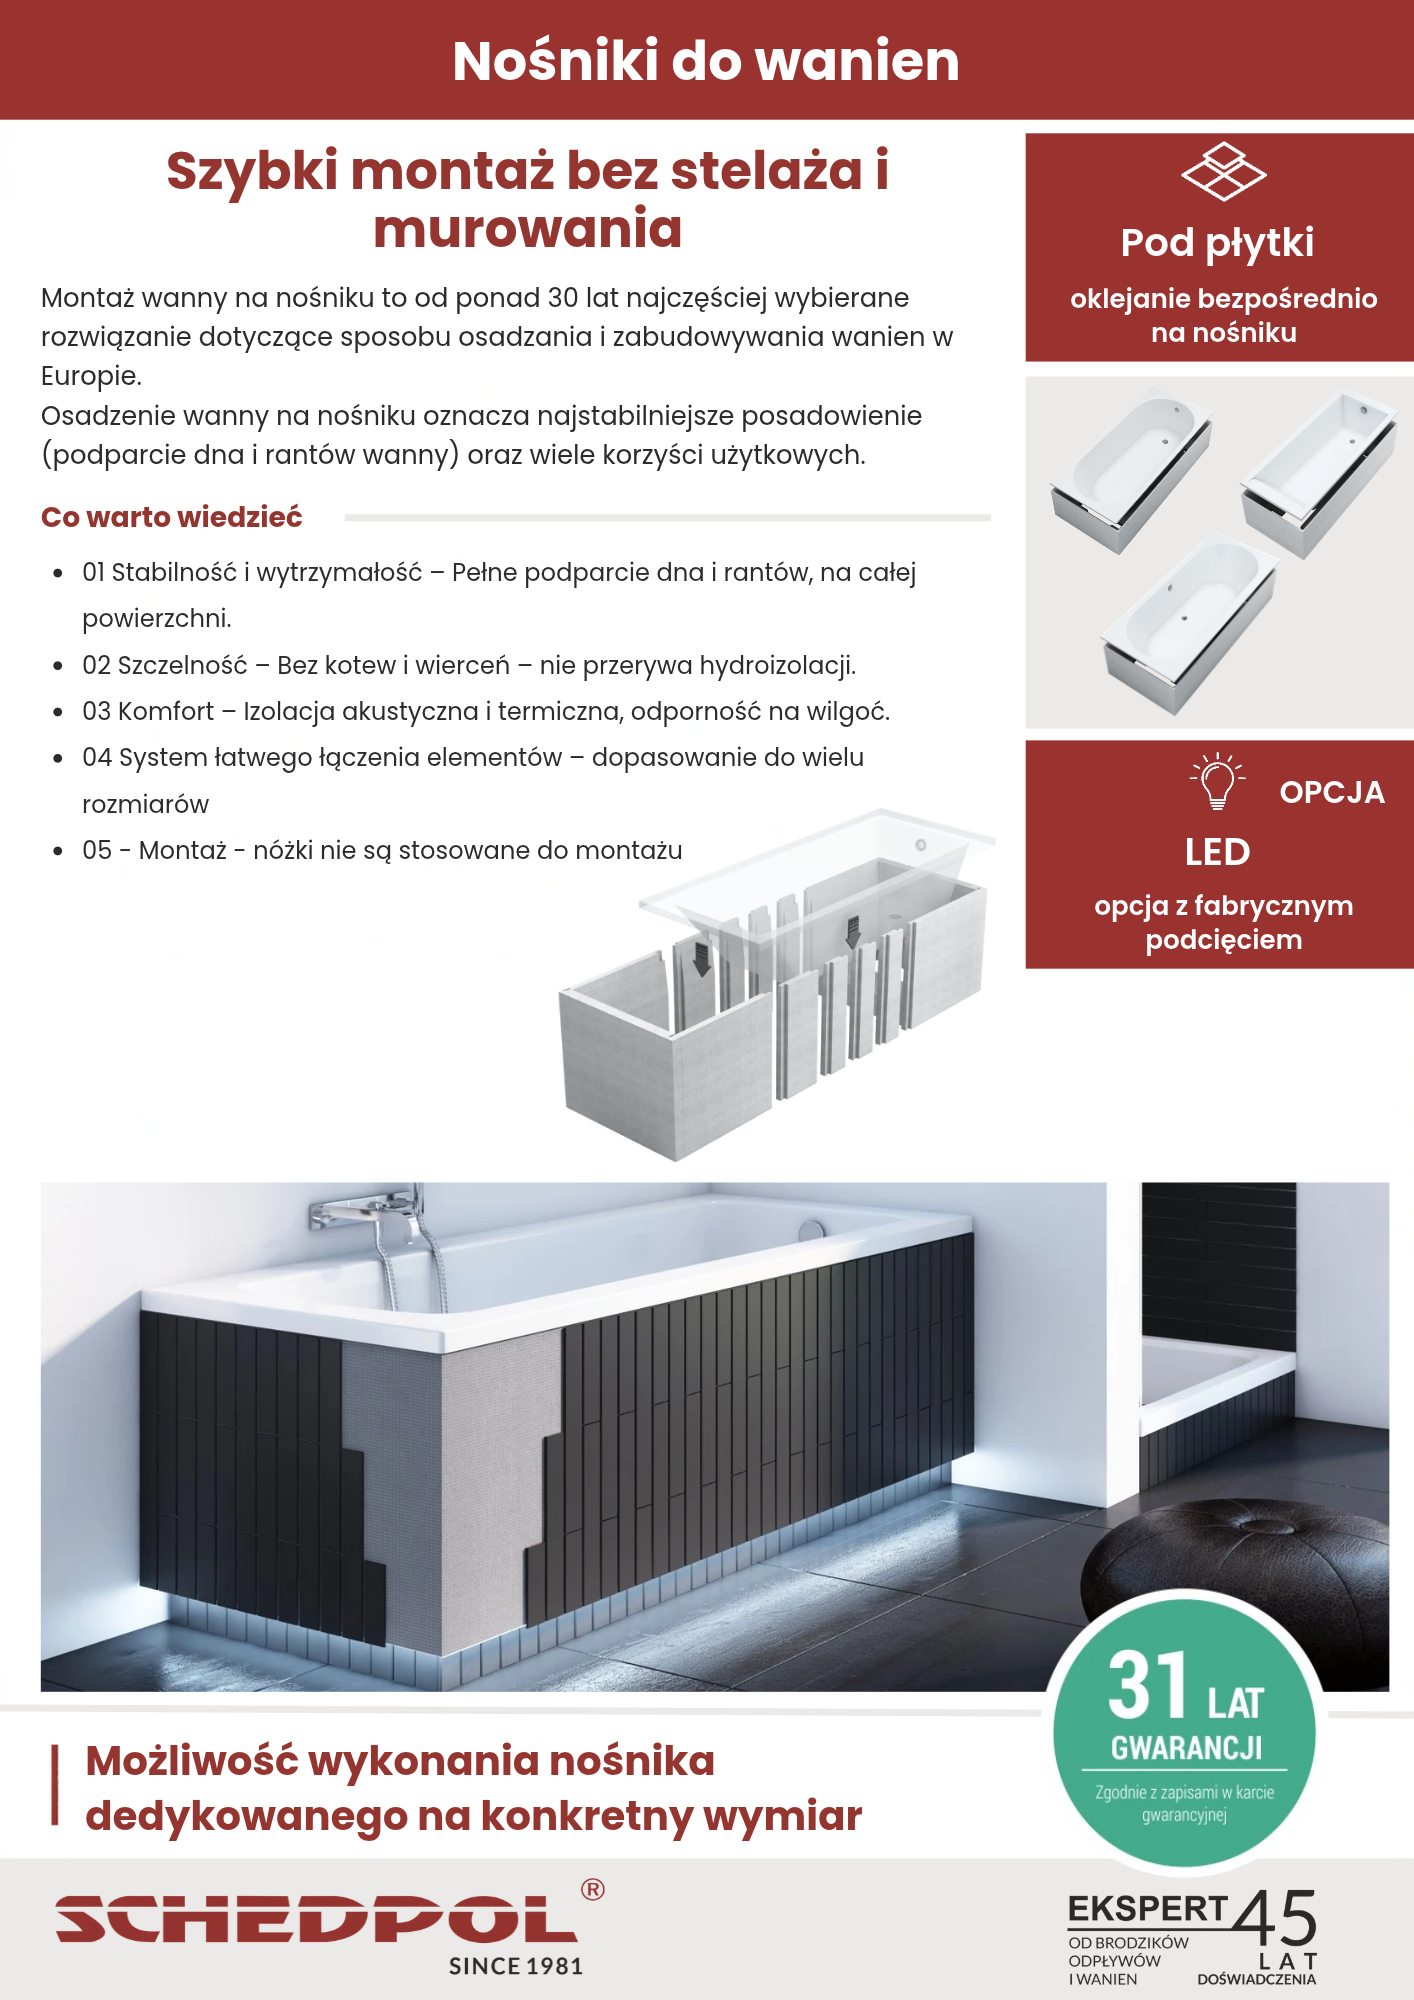 Nośniki do wanien
Szybki montaż bez stelaża i
murowania
Montaż wanny na nośniku to od ponad 30 lat najczęściej wybierane
rozwiązanie dotyczące sposobu osadzania i zabudowywania wanien w
Europie.
Osadzenie wanny na nośniku oznacza najstabilniejsze posadowienie
(podparcie dna i rantów wanny) oraz wiele korzyści użytkowych.
Co warto wiedzieć
• 01 Stabilność i wytrzymałość – Pełne podparcie dna i rantów, na całej
powierzchni.
• 02 Szczelność – Bez kotew i wierceń – nie przerywa hydroizolacji.
• 03 Komfort – Izolacja akustyczna i termiczna, odporność na wilgoć.
• 04 System łatwego łączenia elementów – dopasowanie do wielu
rozmiarów
• 05 - Montaż - nóżki nie są stosowane do montażu
Pod płytki
oklejanie bezpośrednio
na nośniku
OPCJA
LED
opcja z fabrycznym
podcięciem
31 LAT
GWARANCJI
Zgodnie z zapisami w karcie
gwarancyjnej
Możliwość wykonania nośnika
dedykowanego na konkretny wymiar
SCHEDPOL®
SINCE 1981
EKSPERT 45
OD BRODZIKÓW
ODPŁYWÓW
I WANIEN
LAT
DOŚWIADCZENIA